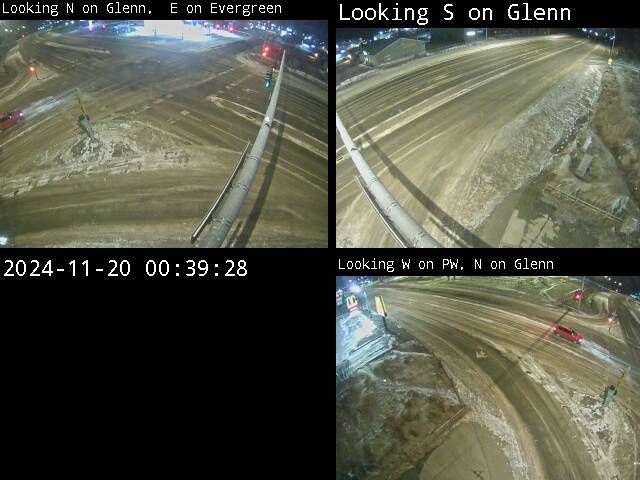 Looking N on Glenn, E on Evergreen
Looking S on Glenn
2024-11-20 00:39:28
Looking W on PW, N on Glenn